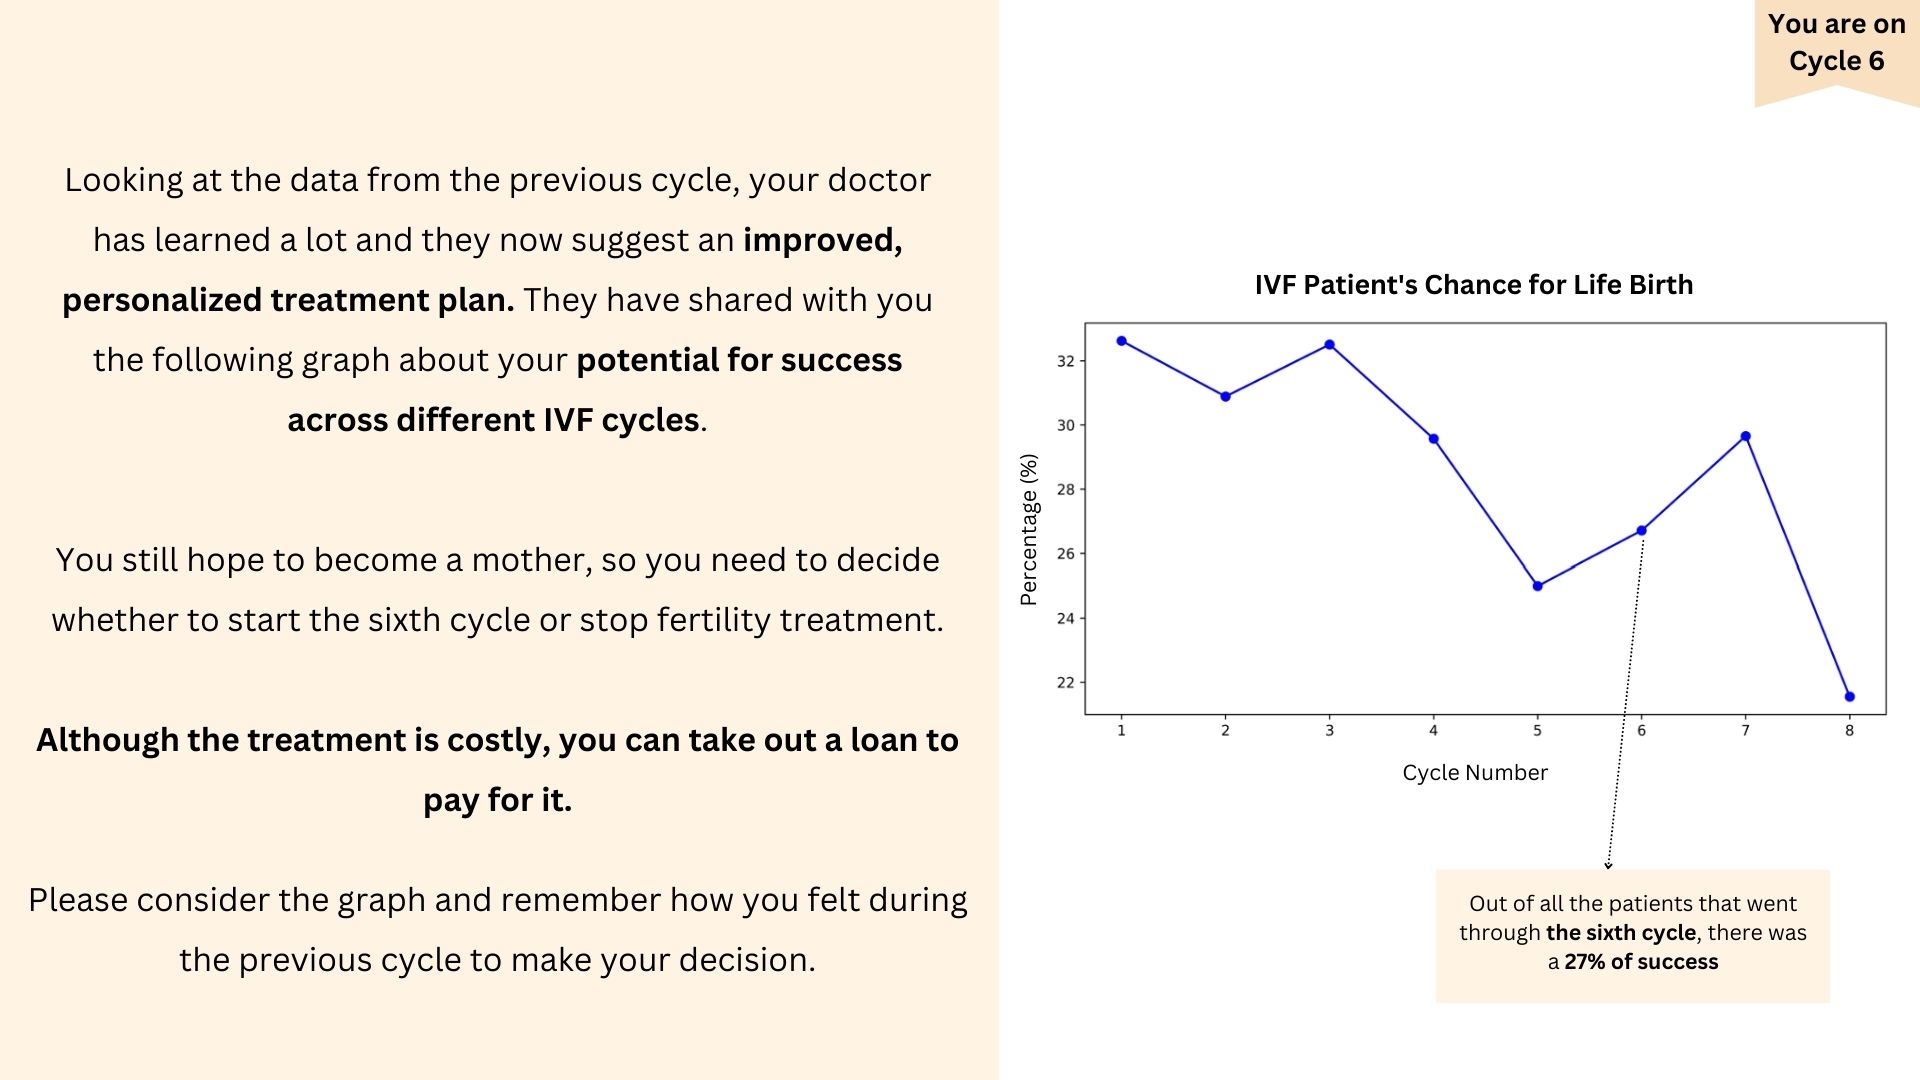 You are on
Cycle 6
Looking at the data from the previous cycle, your doctor
has learned a lot and they now suggest an improved,
personalized treatment plan. They have shared with you
the following graph about your potential for success
across different IVF cycles.
You still hope to become a mother, so you need to decide
whether to start the sixth cycle or stop fertility treatment.
Although the treatment is costly, you can take out a loan to
pay for it.
Please consider the graph and remember how you felt during
the previous cycle to make your decision.
IVF Patient's Chance for Life Birth
Percentage (%)
32
30
28
26
24
22
1 2 3 4 5 6 7 8
Cycle Number
Out of all the patients that went
through the sixth cycle, there was
a 27% of success